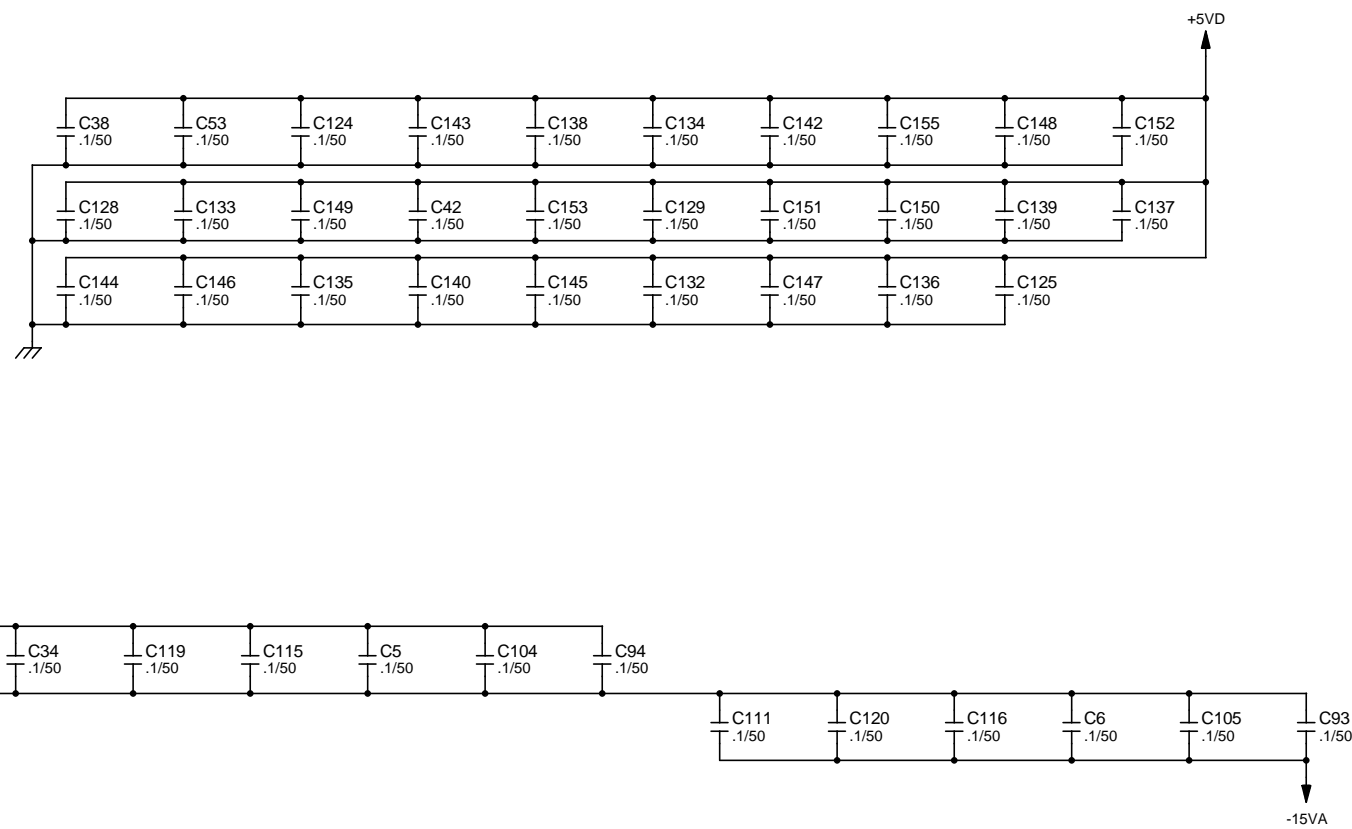 +5VD
C38 C53 C124 C143 C138 C134 C142 C155 C148 C152
.1/50 .1/50 .1/50 .1/50 .1/50 .1/50 .1/50 .1/50 .1/50 .1/50
C128 C133 C149 C42 C153 C129 C151 C150 C139 C137
.1/50 .1/50 .1/50 .1/50 .1/50 .1/50 .1/50 .1/50 .1/50 .1/50
C144 C146 C135 C140 C145 C132 C147 C136 C125
.1/50 .1/50 .1/50 .1/50 .1/50 .1/50 .1/50 .1/50 .1/50
C34 C119 C115 C5 C104 C94
.1/50 .1/50 .1/50 .1/50 .1/50 .1/50
C111 C120 C116 C6 C105 C93
.1/50 .1/50 .1/50 .1/50 .1/50 .1/50
-15VA